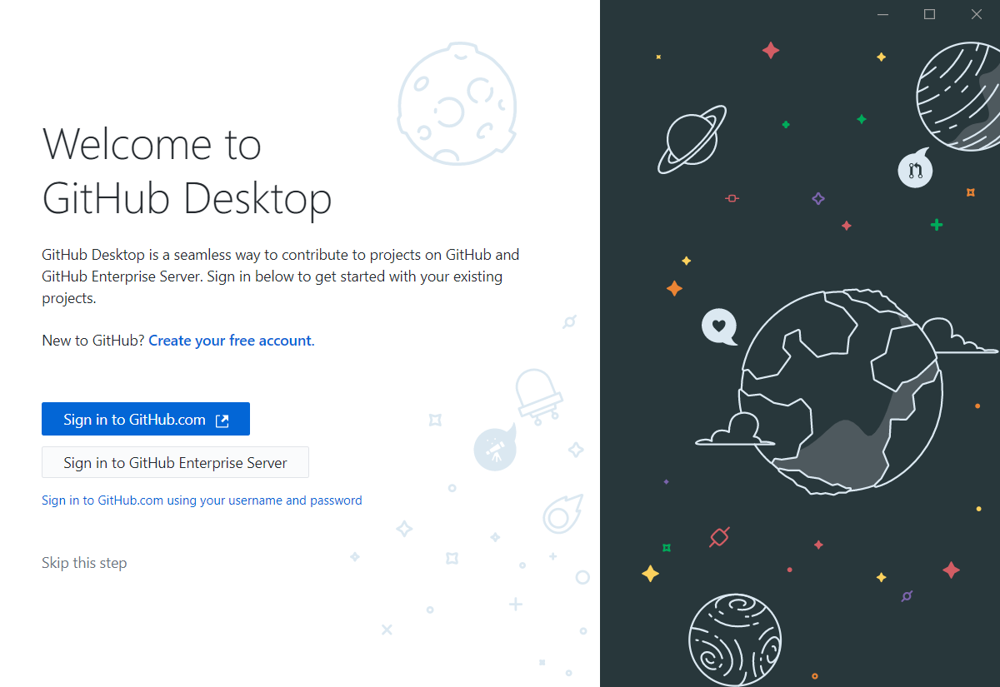 Welcome to
GitHub Desktop
GitHub Desktop is a seamless way to contribute to projects on GitHub and
GitHub Enterprise Server. Sign in below to get started with your existing
projects.
New to GitHub? Create your free account.
Sign in to GitHub.com
Sign in to GitHub Enterprise Server
Sign in to GitHub.com using your username and password
Skip this step